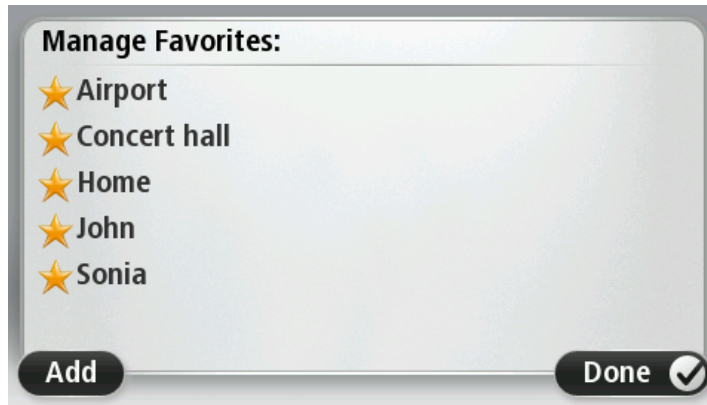 Manage Favorites:
Airport
Concert hall
Home
John
Sonia
Add
Done